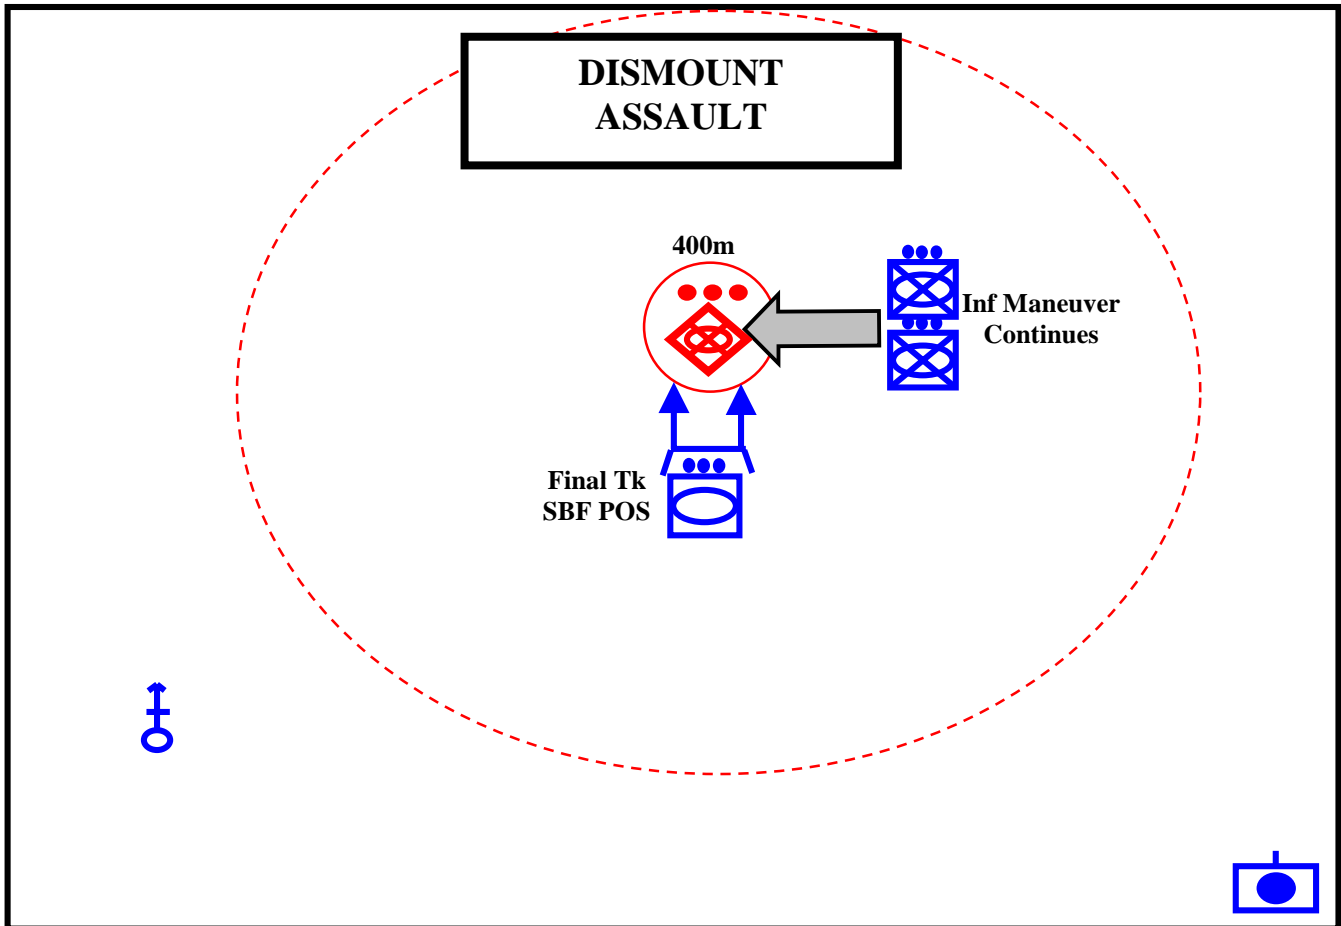 DISMOUNT
ASSAULT
400m
Inf Maneuver
Continues
Final Tk
SBF POS